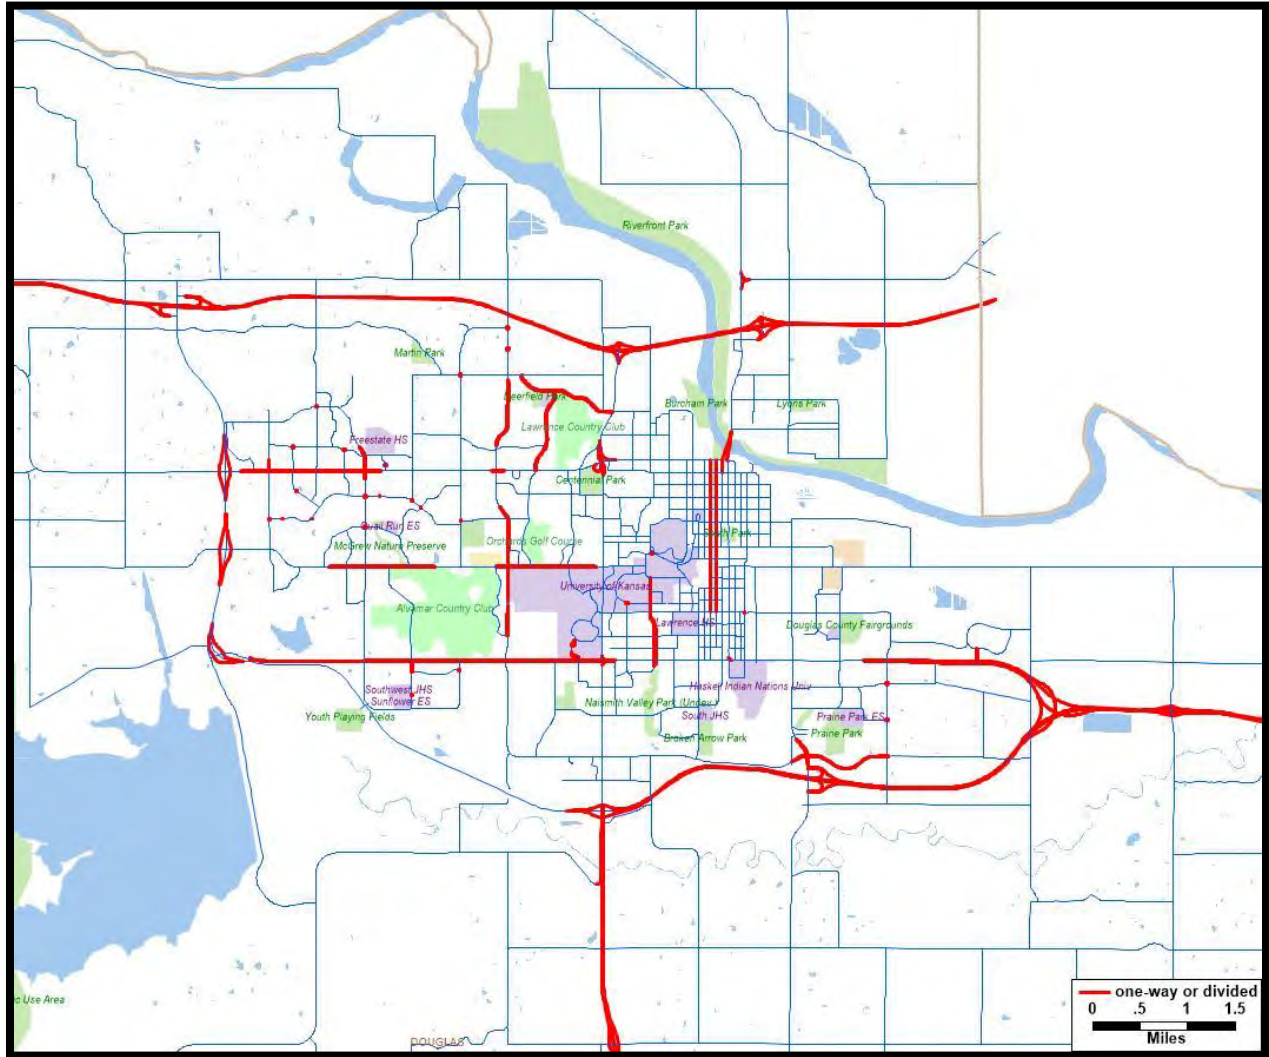 Riverfront Park
Martin Park
Deerfield Park
Burcham Park
Lyons Park
Lawrence Country Club
Freestate HS
Centennial Park
Quail Run ES
South Park
McGrew Nature Preserve
Orchards Golf Course
University of Kansas
Alvamar Country Club
Lawrence HS
Douglas County Fairgrounds
Southwest JHS
Sunflower ES
Haskell Indian Nations Univ
Naismith Valley Park (Undev.)
Youth Playing Fields
South JHS
Prairie Park ES
Broken Arrow Park
Prairie Park
c Use Area
DOUGLAS
one-way or divided
0 .5 1 1.5
Miles